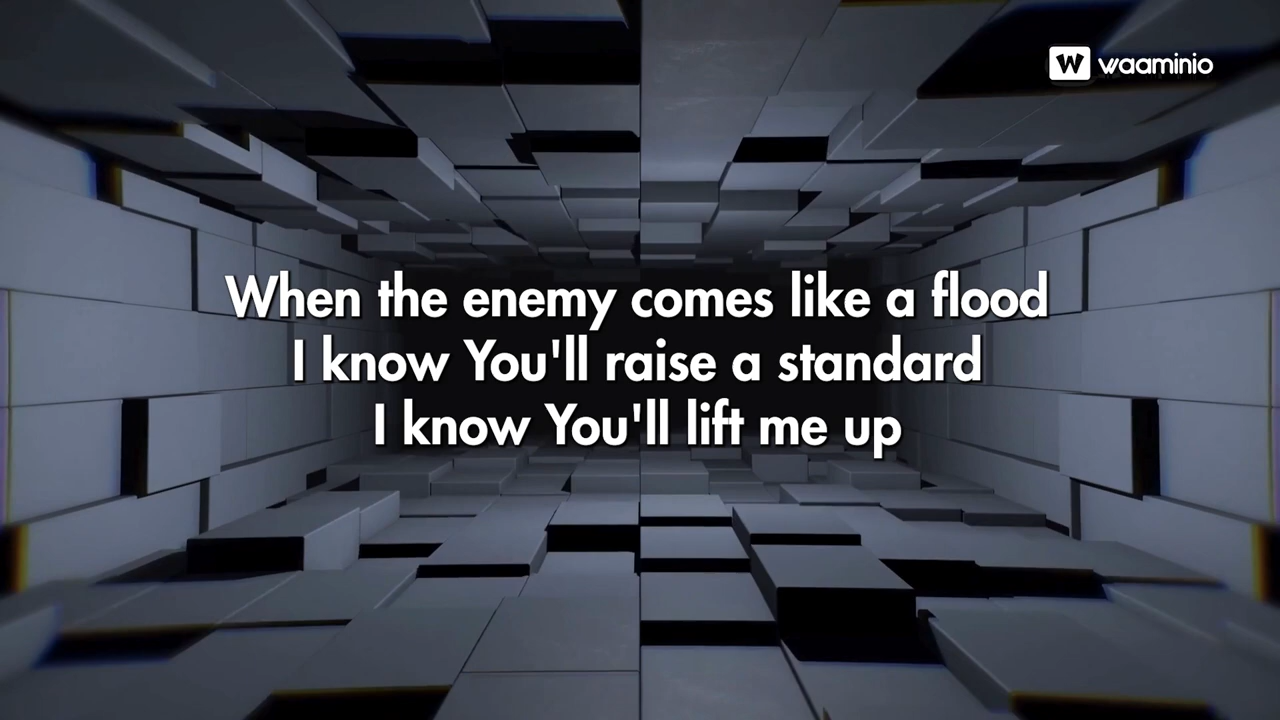 W waaminio
When the enemy comes like a flood
I know You'll raise a standard
I know You'll lift me up